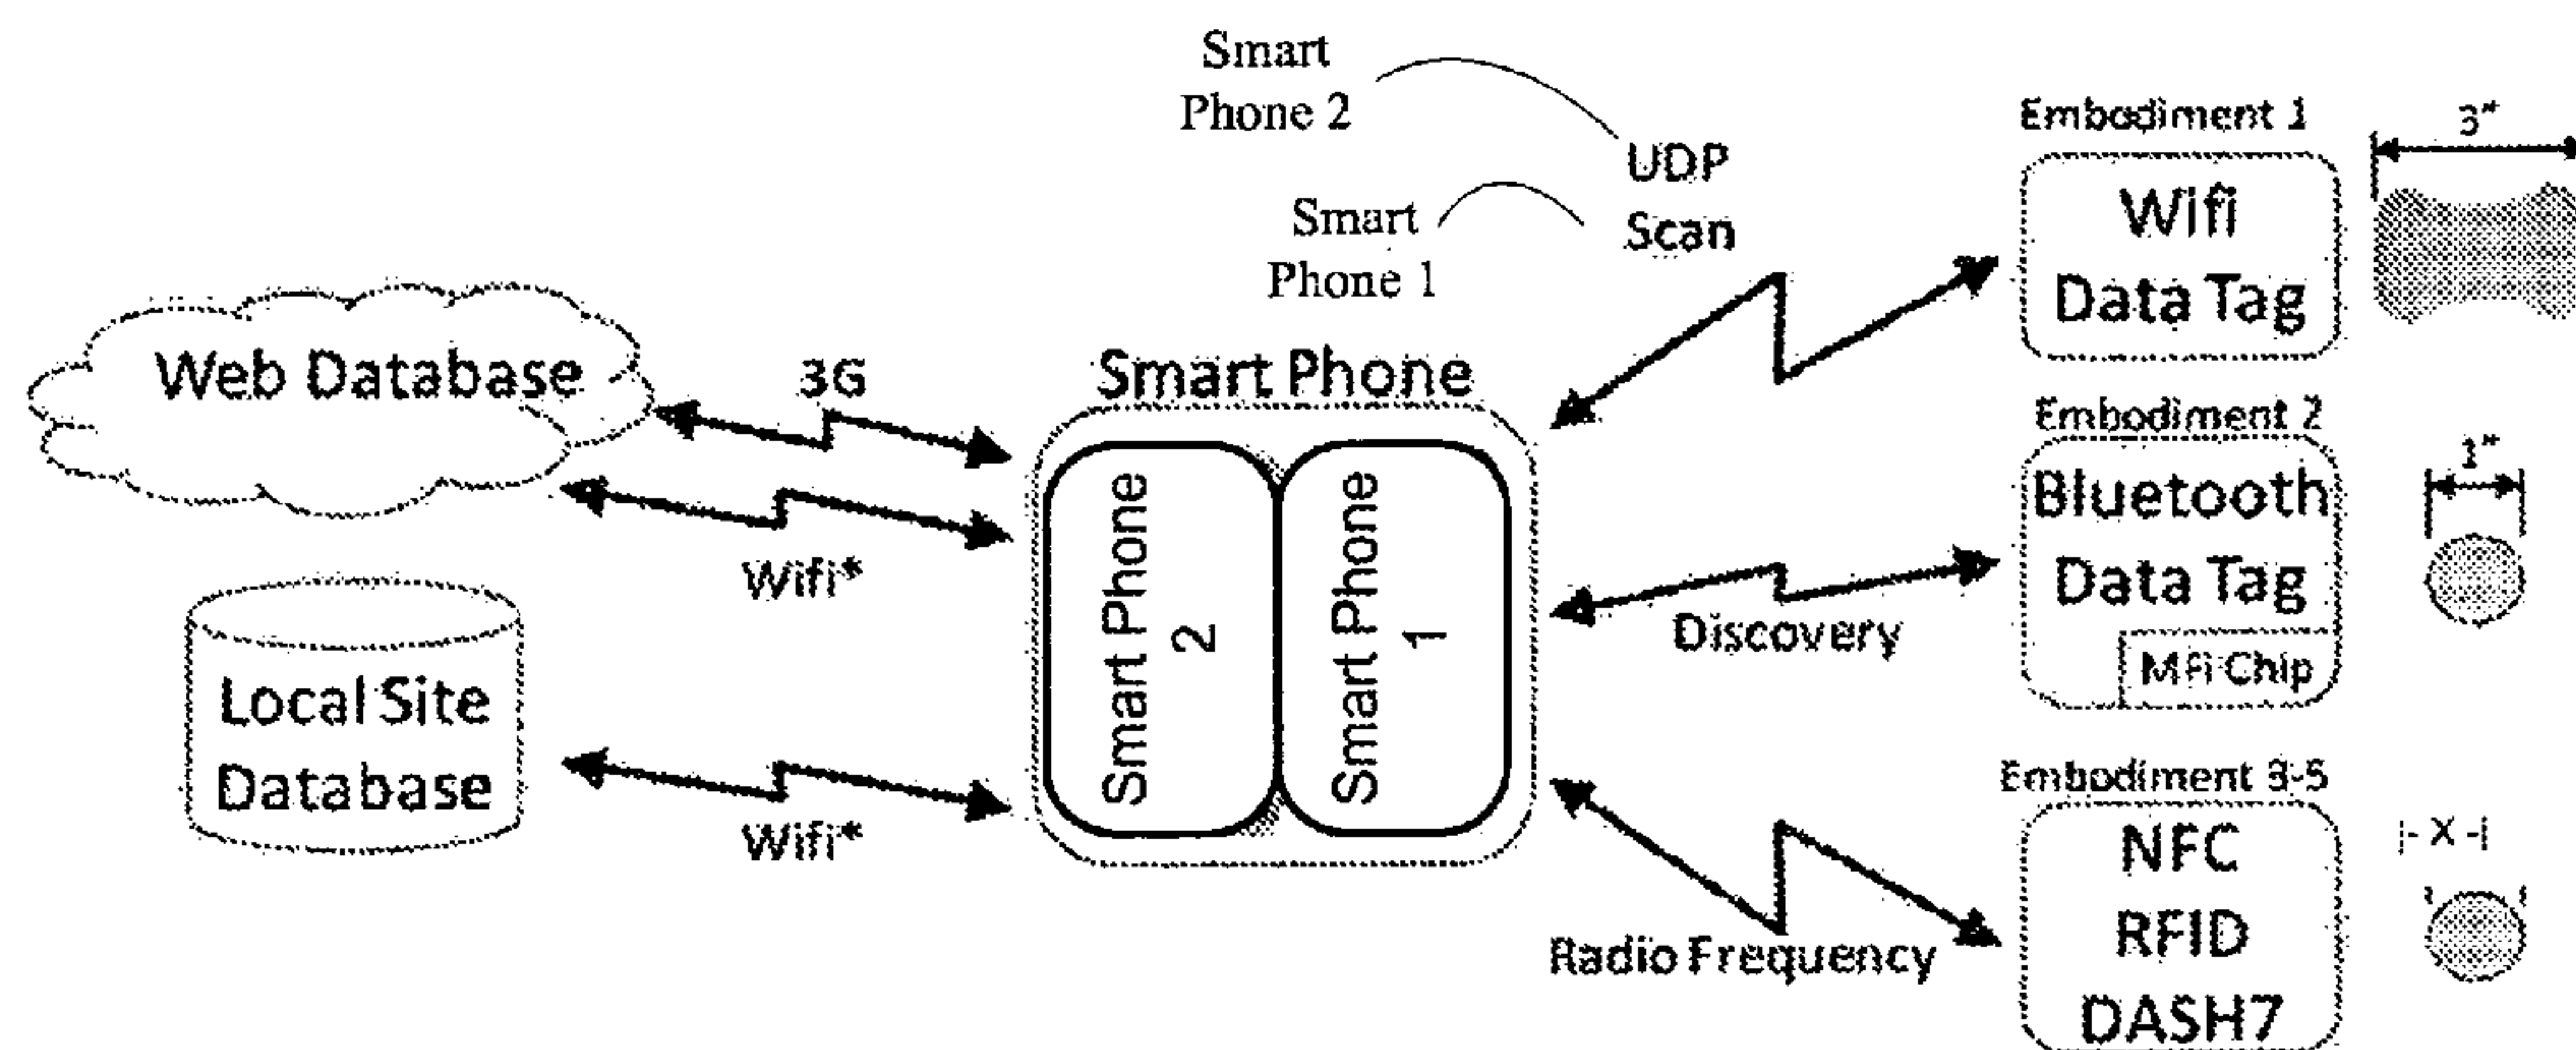 Smart
Phone 2
UDP
Scan
Smart
Phone 1
Embodiment 1
3"
Wifi
Data Tag
Web Database
3G
Wifi*
Local Site
Database
Wifi*
Smart Phone
Smart Phone
2
Smart Phone
1
Embodiment 2
1"
Bluetooth
Data Tag
MFi Chip
Discovery
Embodiment 3-5
|- X -|
NFC
RFID
DASH7
Radio Frequency